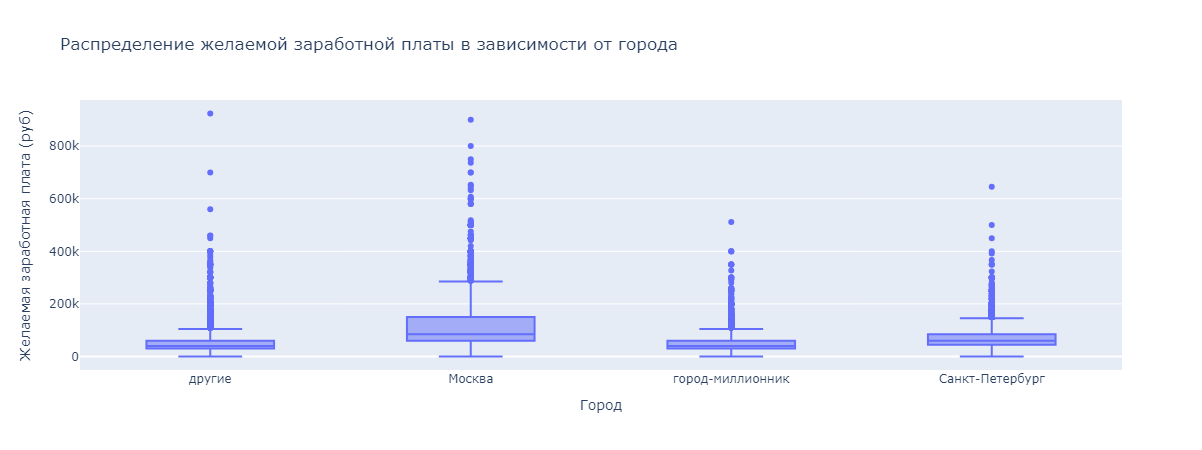 Распределение желаемой заработной платы в зависимости от города
Желаемая заработная плата (руб)
800k
600k
400k
200k
0
другие
Москва
город-миллионник
Санкт-Петербург
Город